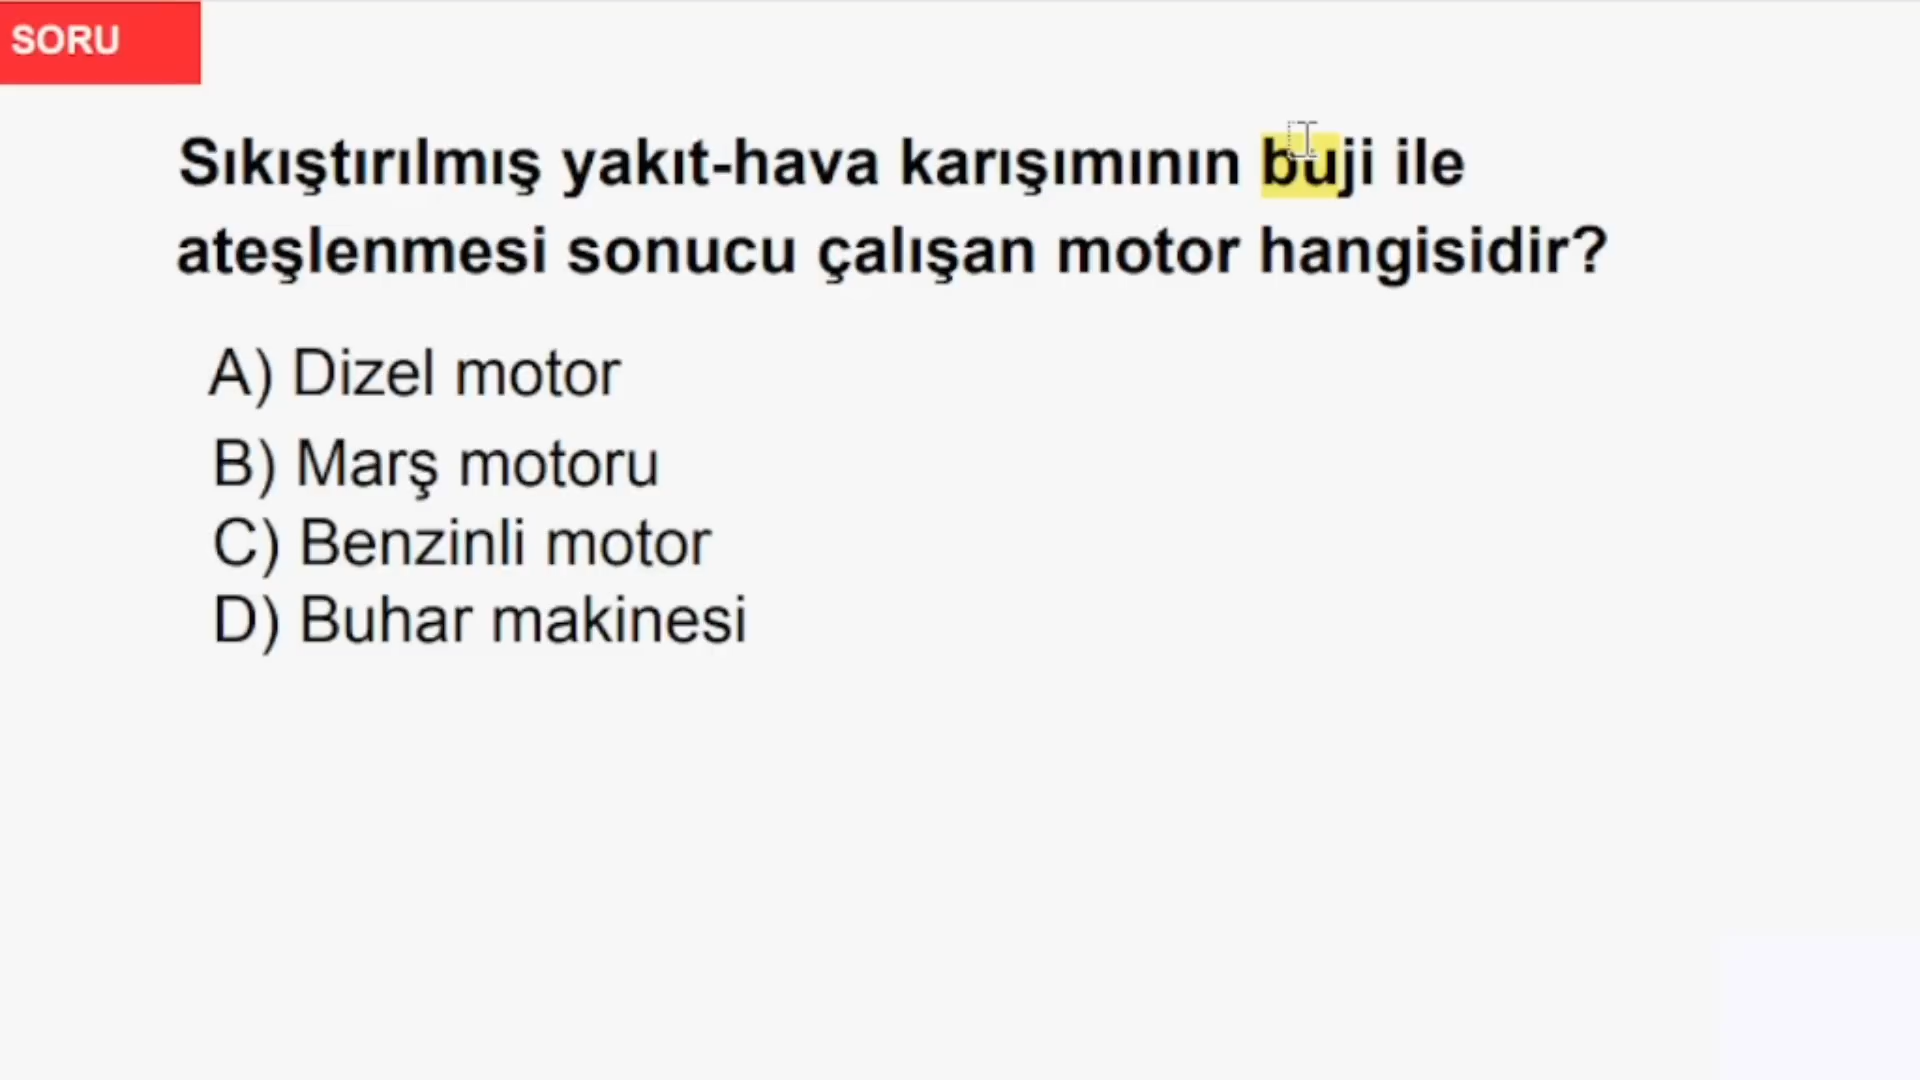 SORU
Sıkıştırılmış yakıt-hava karışımının buji ile
ateşlenmesi sonucu çalışan motor hangisidir?
A) Dizel motor
B) Marş motoru
C) Benzinli motor
D) Buhar makinesi